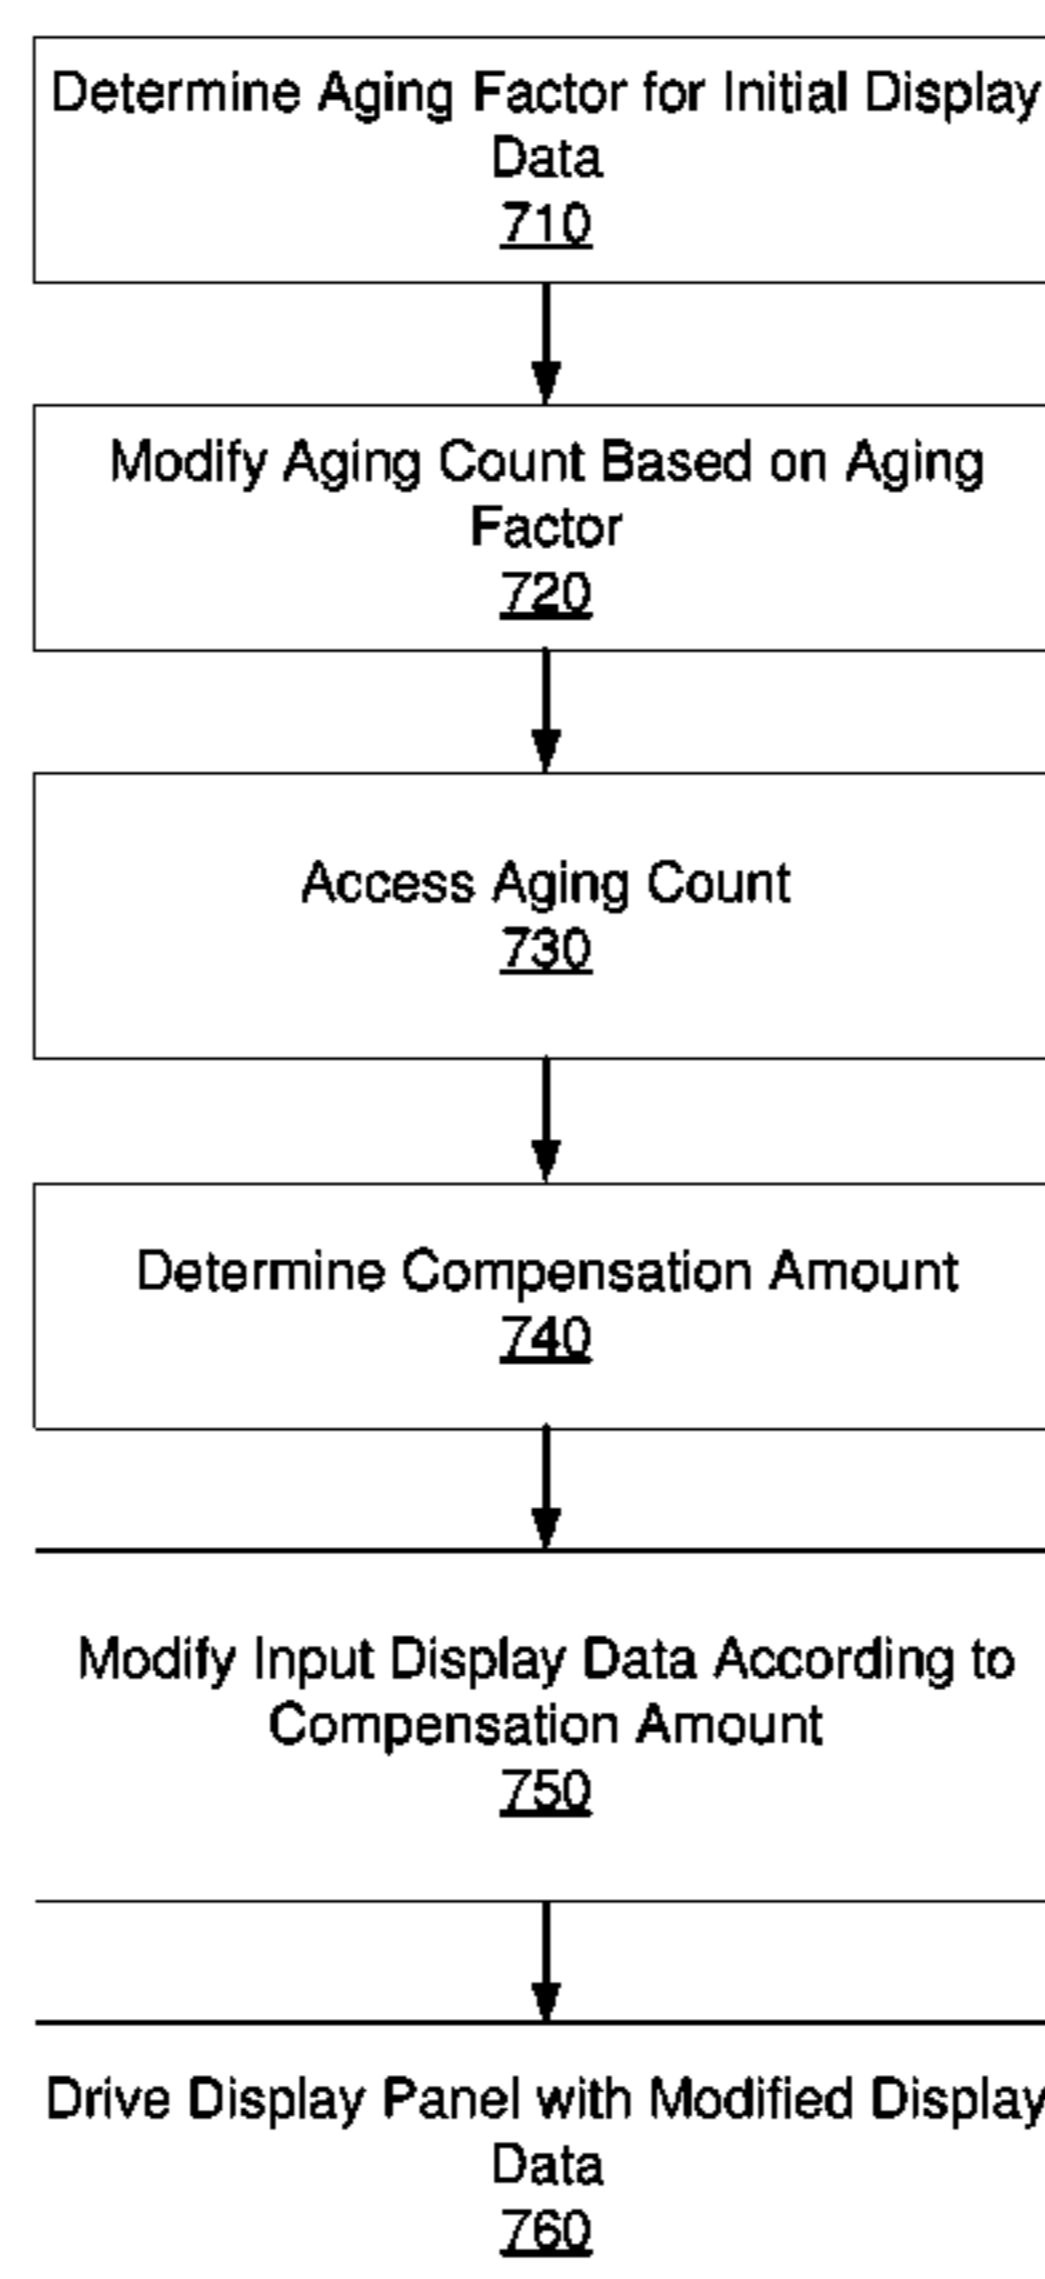 Determine Aging Factor for Initial Display
Data
710
Modify Aging Count Based on Aging
Factor
720
Access Aging Count
730
Determine Compensation Amount
740
Modify Input Display Data According to
Compensation Amount
750
Drive Display Panel with Modified Display
Data
760